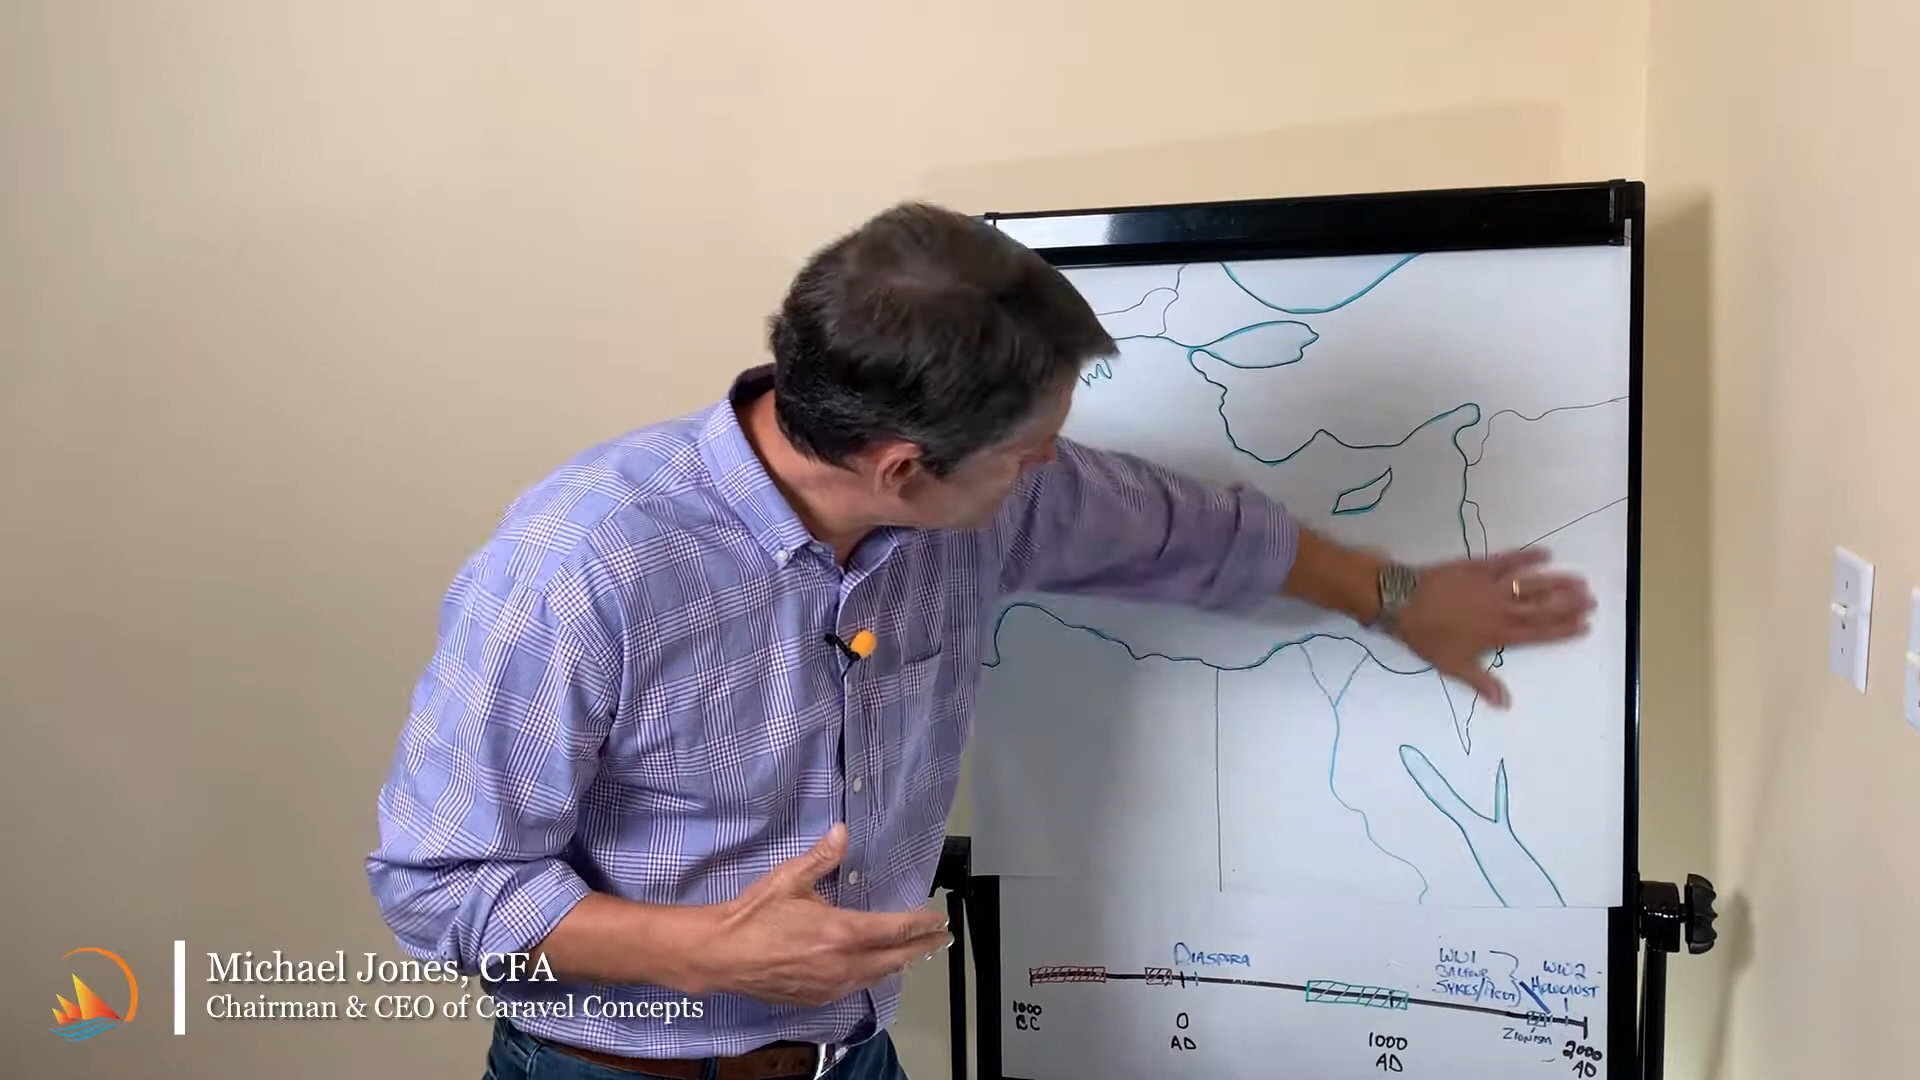 Michael Jones, CFA
Chairman & CEO of Caravel Concepts
DIASPORA
WW1
BALFOUR
SYKES/PICOT
WW2 -
HOLOCAUST
ZIONISM
1000
BC
0
AD
1000
AD
2000
AD